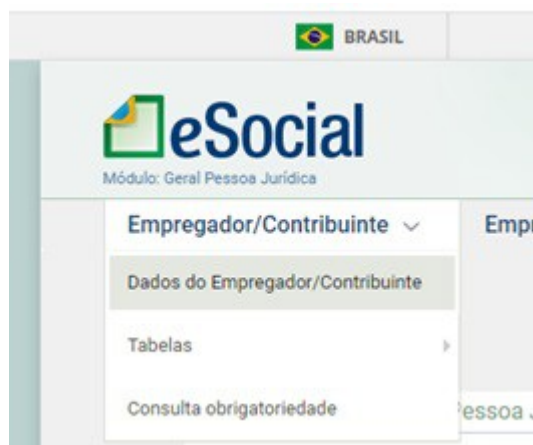 BRASIL
eSocial
Módulo: Geral Pessoa Jurídica
Empregador/Contribuinte
Dados do Empregador/Contribuinte
Tabelas
Consulta obrigatoriedade